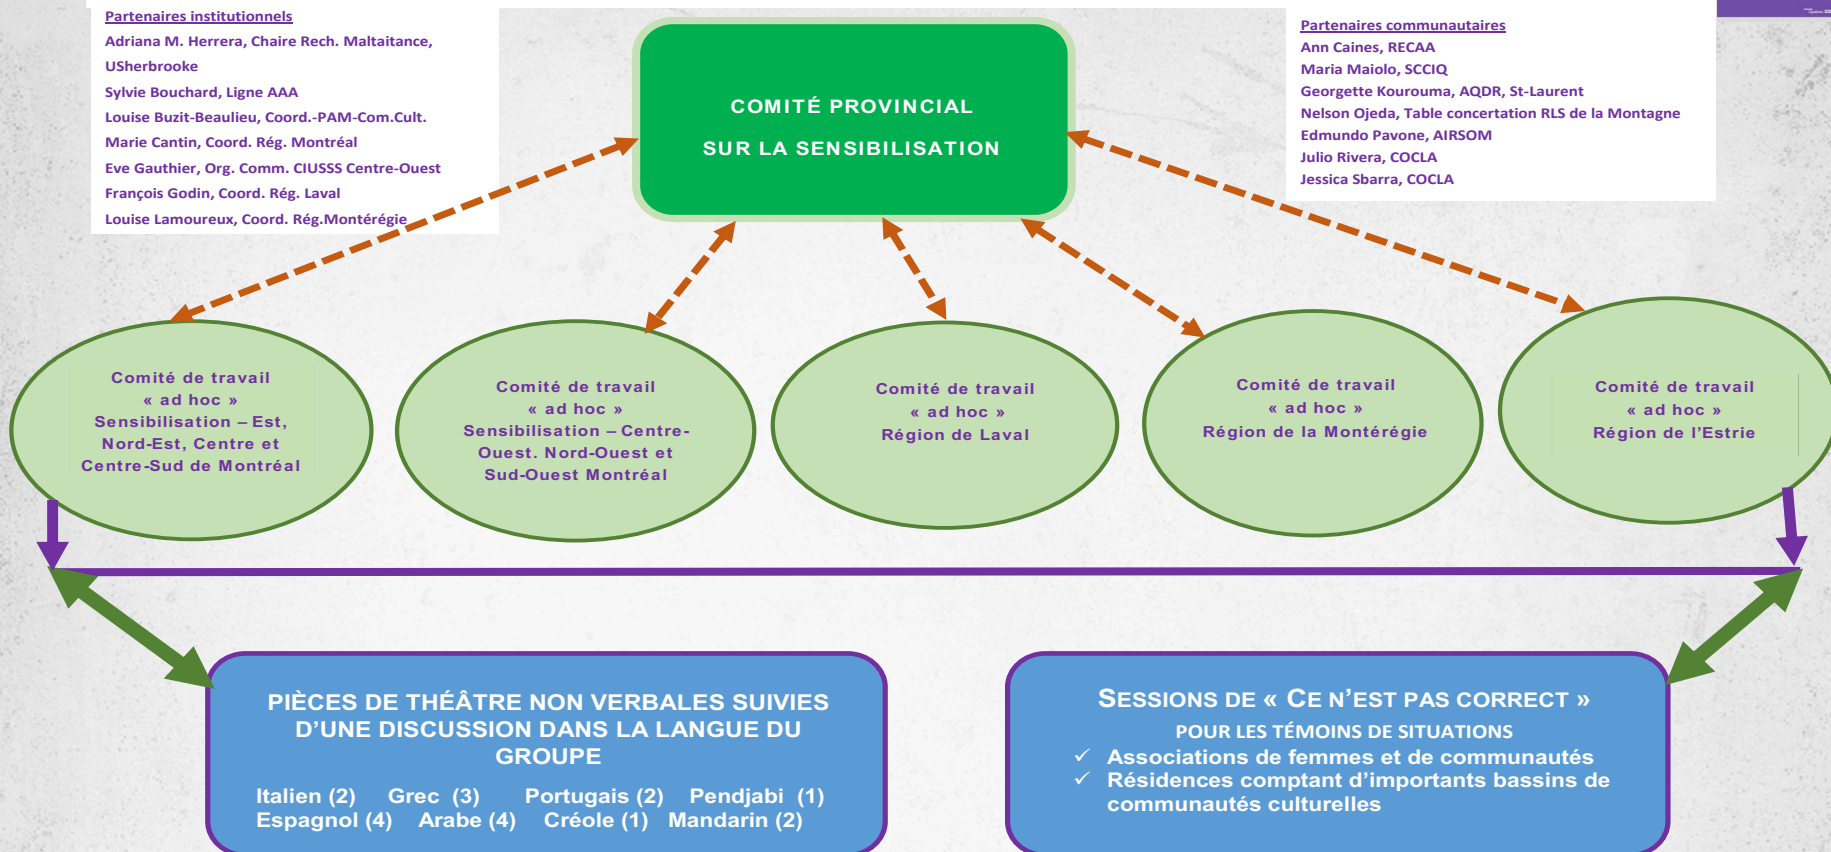 Partenaires institutionnels
Adriana M. Herrera, Chaire Rech. Maltaitance,
USherbrooke
Sylvie Bouchard, Ligne AAA
Louise Buzit-Beaulieu, Coord.-PAM-Com.Cult.
Marie Cantin, Coord. Rég. Montréal
Eve Gauthier, Org. Comm. CIUSSS Centre-Ouest
François Godin, Coord. Rég. Laval
Louise Lamoureux, Coord. Rég.Montérégie
COMITÉ PROVINCIAL
SUR LA SENSIBILISATION
Partenaires communautaires
Ann Caines, RECAA
Maria Maiolo, SCCIQ
Georgette Kourouma, AQDR, St-Laurent
Nelson Ojeda, Table concertation RLS de la Montagne
Edmundo Pavone, AIRSOM
Julio Rivera, COCLA
Jessica Sbarra, COCLA
Comité de travail
« ad hoc »
Sensibilisation – Est,
Nord-Est, Centre et
Centre-Sud de Montréal
Comité de travail
« ad hoc »
Sensibilisation – Centre-
Ouest. Nord-Ouest et
Sud-Ouest Montréal
Comité de travail
« ad hoc »
Région de Laval
Comité de travail
« ad hoc »
Région de la Montérégie
Comité de travail
« ad hoc »
Région de l’Estrie
PIÈCES DE THÉÂTRE NON VERBALES SUIVIES
D’UNE DISCUSSION DANS LA LANGUE DU
GROUPE
Italien (2) Grec (3) Portugais (2) Pendjabi (1)
Espagnol (4) Arabe (4) Créole (1) Mandarin (2)
SESSIONS DE « CE N’EST PAS CORRECT »
POUR LES TÉMOINS DE SITUATIONS
✓ Associations de femmes et de communautés
✓ Résidences comptant d’importants bassins de
communautés culturelles